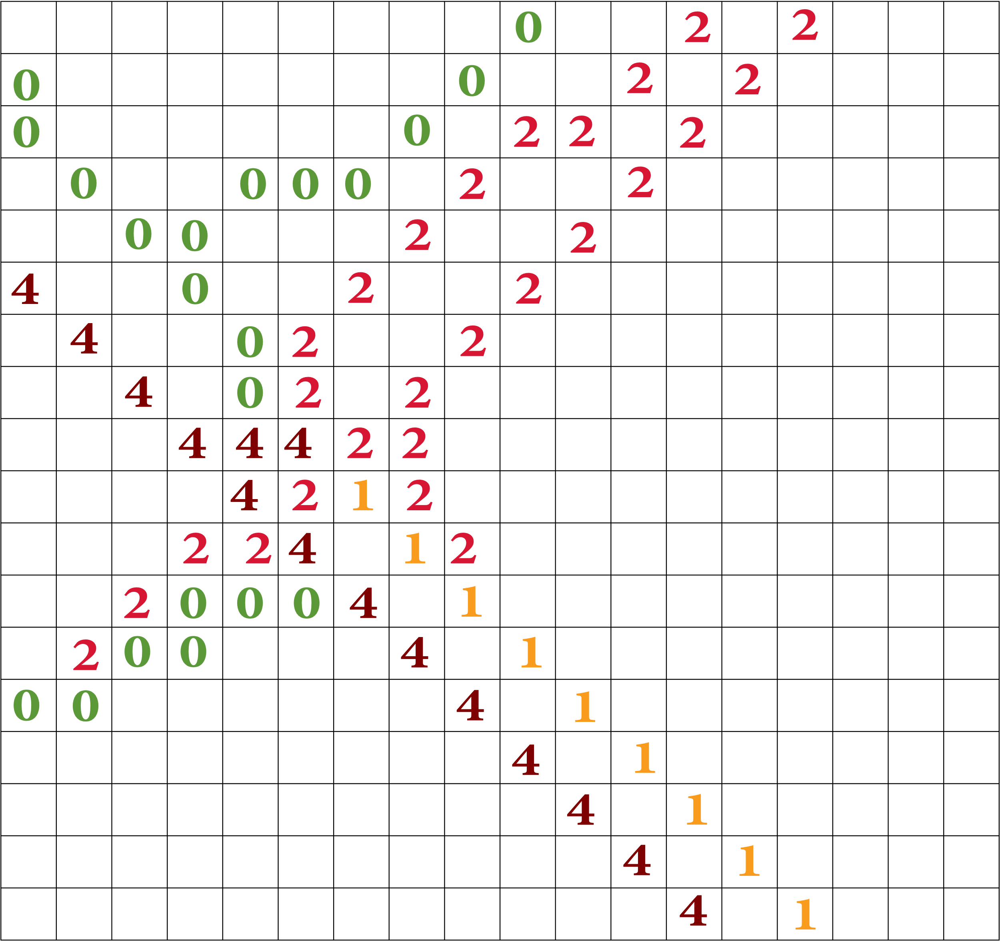 0 2 2
0 0 2 2
0 0 2 2 2
0 0 0 0 2 2
0 0 2 2
4 0 2 2
4 0 2 2
4 0 2 2
4 4 4 2 2
4 2 1 2
2 2 4 1 2
2 0 0 0 4 1
2 0 0 4 1
0 0 4 1
4 1
4 1
4 1
4 1